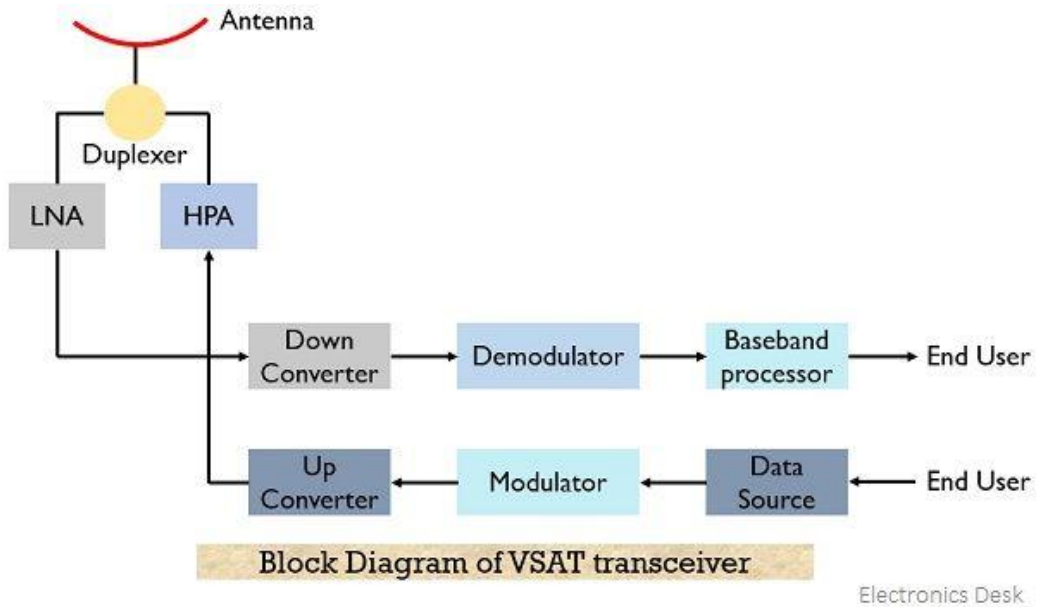 Antenna
Duplexer
LNA
HPA
Down
Converter
Demodulator
Baseband
processor
End User
Up
Converter
Modulator
Data
Source
End User
Block Diagram of VSAT transceiver
Electronics Desk